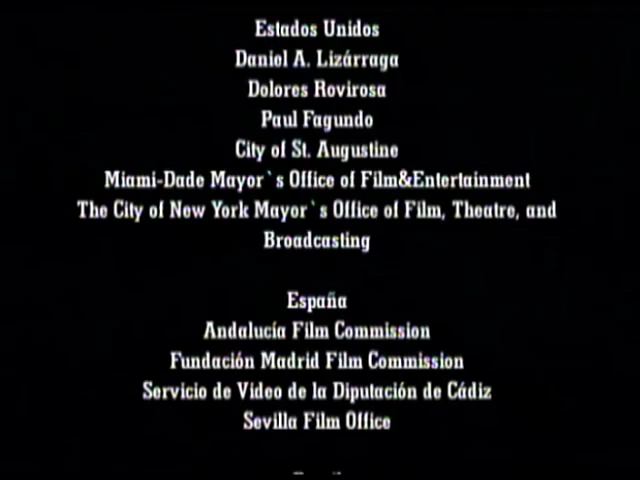 Estados Unidos
Daniel A. Lizárraga
Dolores Rovirosa
Paul Fagundo
City of St. Augustine
Miami-Dade Mayor`s Office of Film&Entertainment
The City of New York Mayor`s Office of Film, Theatre, and
Broadcasting
España
Andalucía Film Commission
Fundación Madrid Film Commission
Servicio de Video de la Diputación de Cádiz
Sevilla Film Office